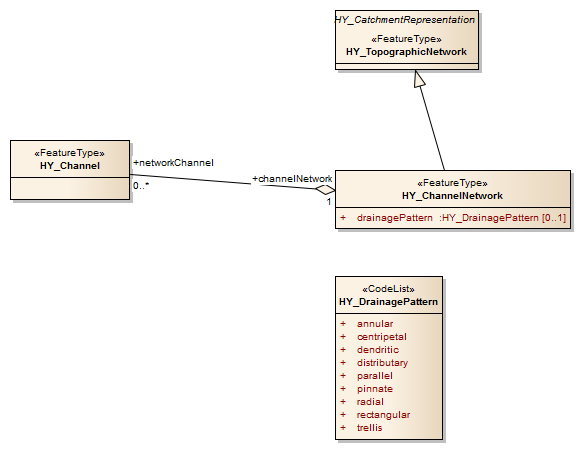 HY_CatchmentRepresentation
«FeatureType»
HY_TopographicNetwork
«FeatureType»
HY_Channel
+networkChannel
0..*
+channelNetwork
1
«FeatureType»
HY_ChannelNetwork
+ drainagePattern :HY_DrainagePattern [0..1]
«CodeList»
HY_DrainagePattern
+ annular
+ centripetal
+ dendritic
+ distributary
+ parallel
+ pinnate
+ radial
+ rectangular
+ trellis